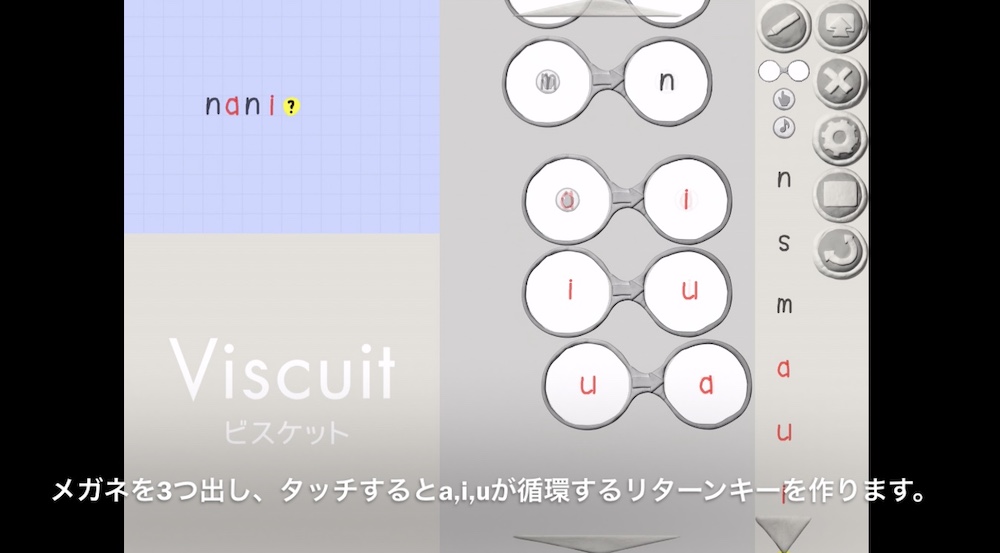 nani?
m n
i
i u
u a
n
s
m
a
u
i
Viscuit
ビスケット
メガネを3つ出し、タッチするとa,i,uが循環するリターンキーを作ります。